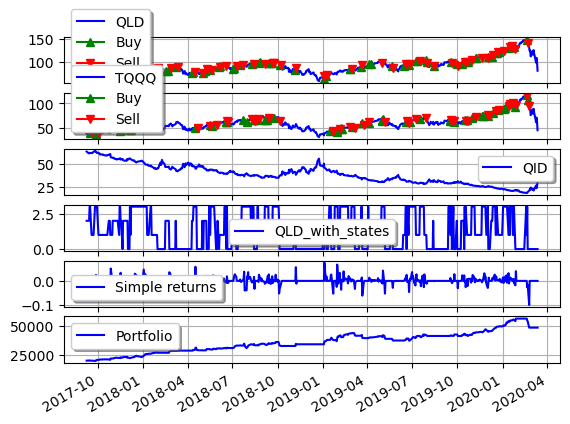 QLD
Buy
Sell
150
100
TQQQ
Buy
Sell
100
50
50
25
QID
2.5
0.0
QLD_with_states
0.0
−0.1
Simple returns
50000
25000
Portfolio
2017-10
2018-01
2018-04
2018-07
2018-10
2019-01
2019-04
2019-07
2019-10
2020-01
2020-04